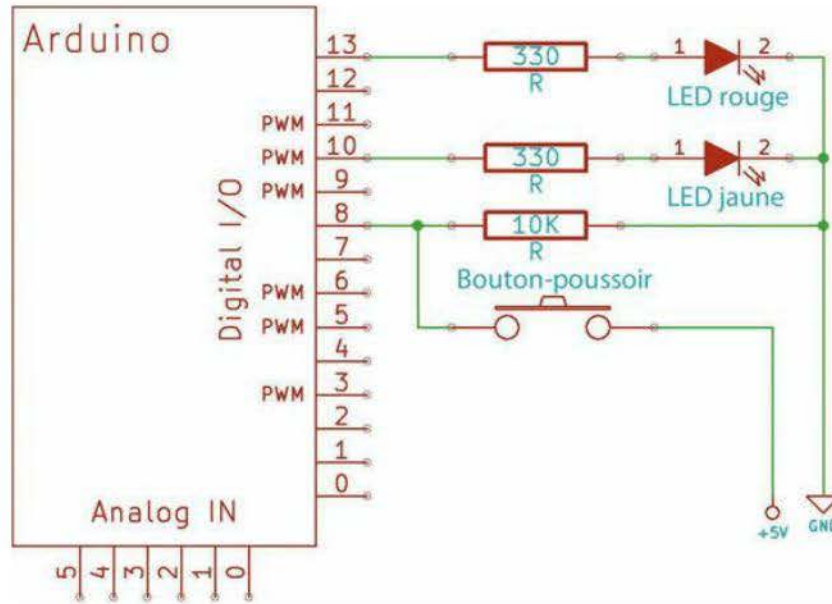 Arduino
13
330
R
1
2
LED rouge
12
PWM 11
PWM 10
330
R
1
2
LED jaune
PWM 9
8
10K
R
Digital I/O
7
Bouton-poussoir
PWM 6
PWM 5
4
PWM 3
2
1
0
+5V
GND
Analog IN
5 4 3 2 1 0